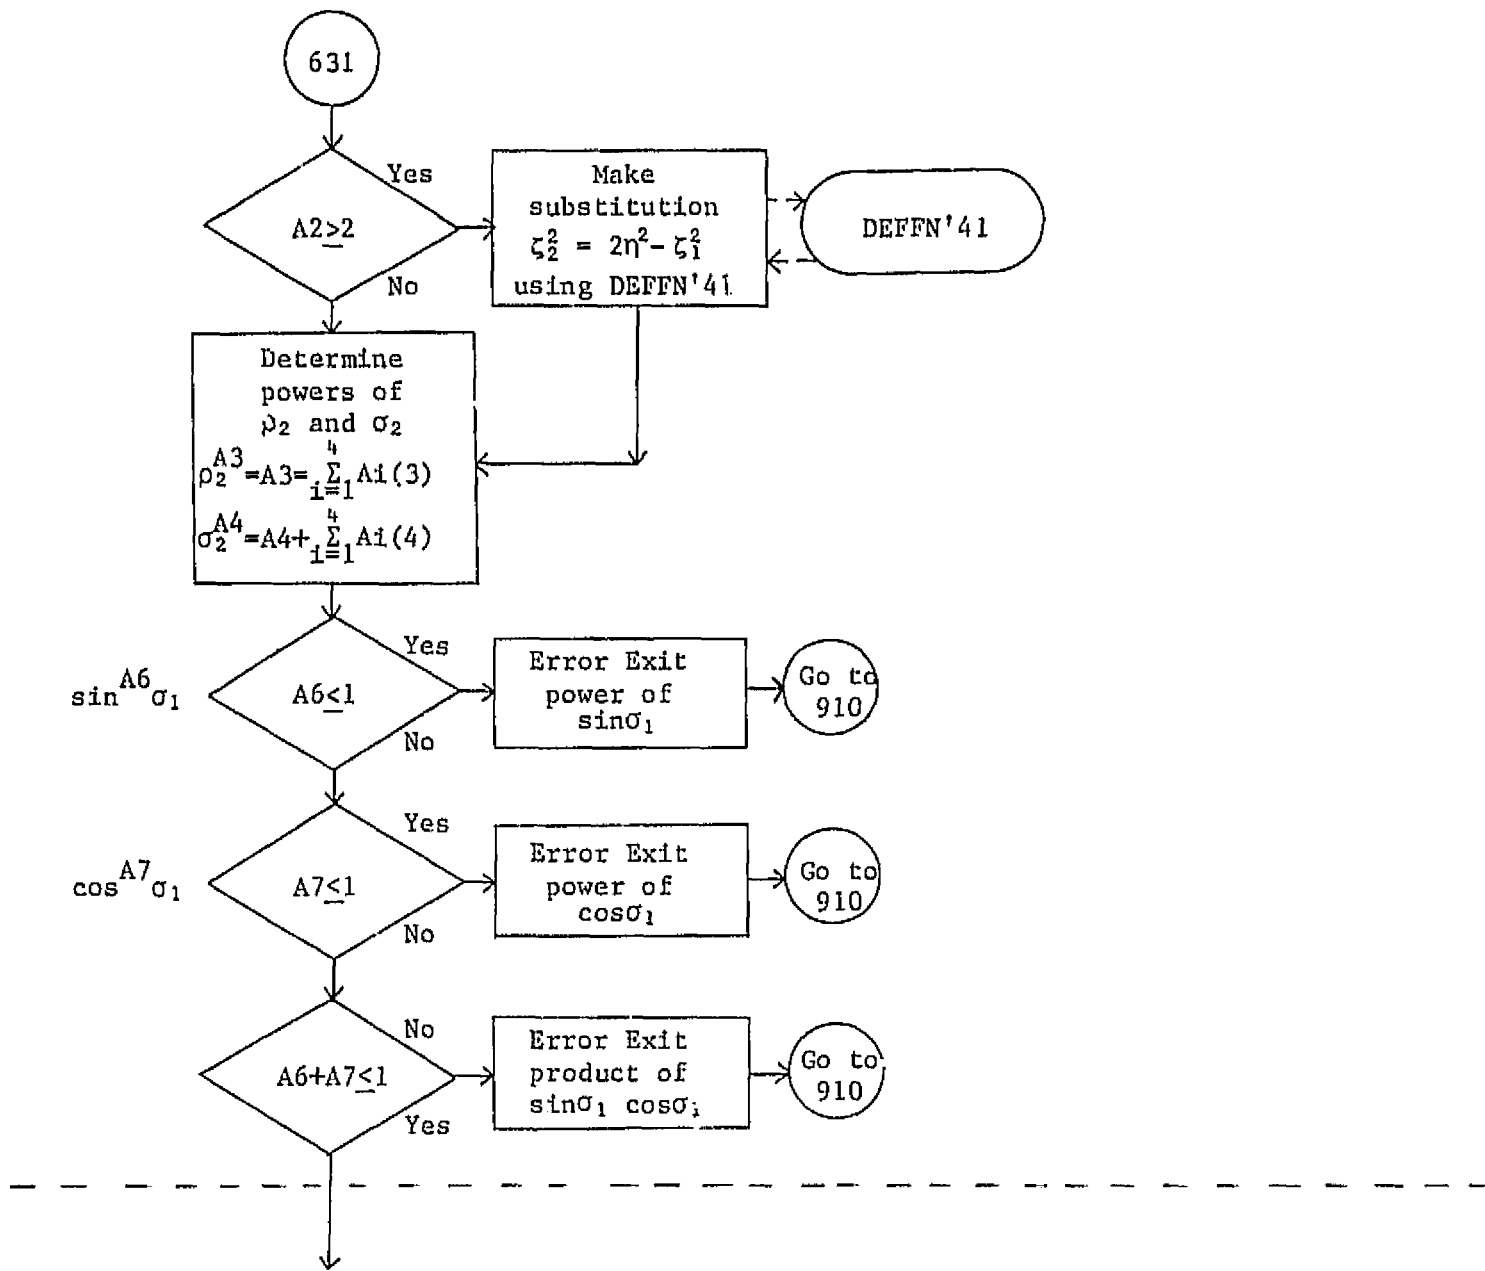 631
Yes
A2≥2
No
Make
substitution
ζ₂² = 2η² - ζ₁²
using DEFFN'41
DEFFN'41
Determine
powers of
ρ₂ and σ₂
ρ₂^A3=A3=Σ_{i=1}^4 Ai(3)
σ₂^A4=A4+Σ_{i=1}^4 Ai(4)
sin^A6 σ₁
A6≤1
Yes
No
Error Exit
power of
sinσ₁
Go to
910
cos^A7 σ₁
A7≤1
Yes
No
Error Exit
power of
cosσ₁
Go to
910
A6+A7≤1
No
Yes
Error Exit
product of
sinσ₁ cosσ₁
Go to
910